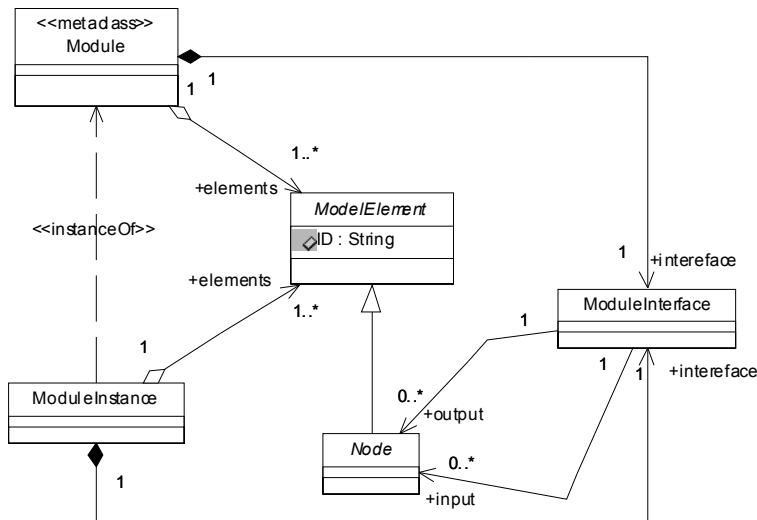 <<metadass>>
Module
1
1
1..*
+elements
ModelElement
ID : String
<<instanceOf>>
+elements
1..*
1
+intereface
ModuleInterface
1
1
1
+intereface
1
ModuleInstance
0..*
+output
Node
0..*
1
+input